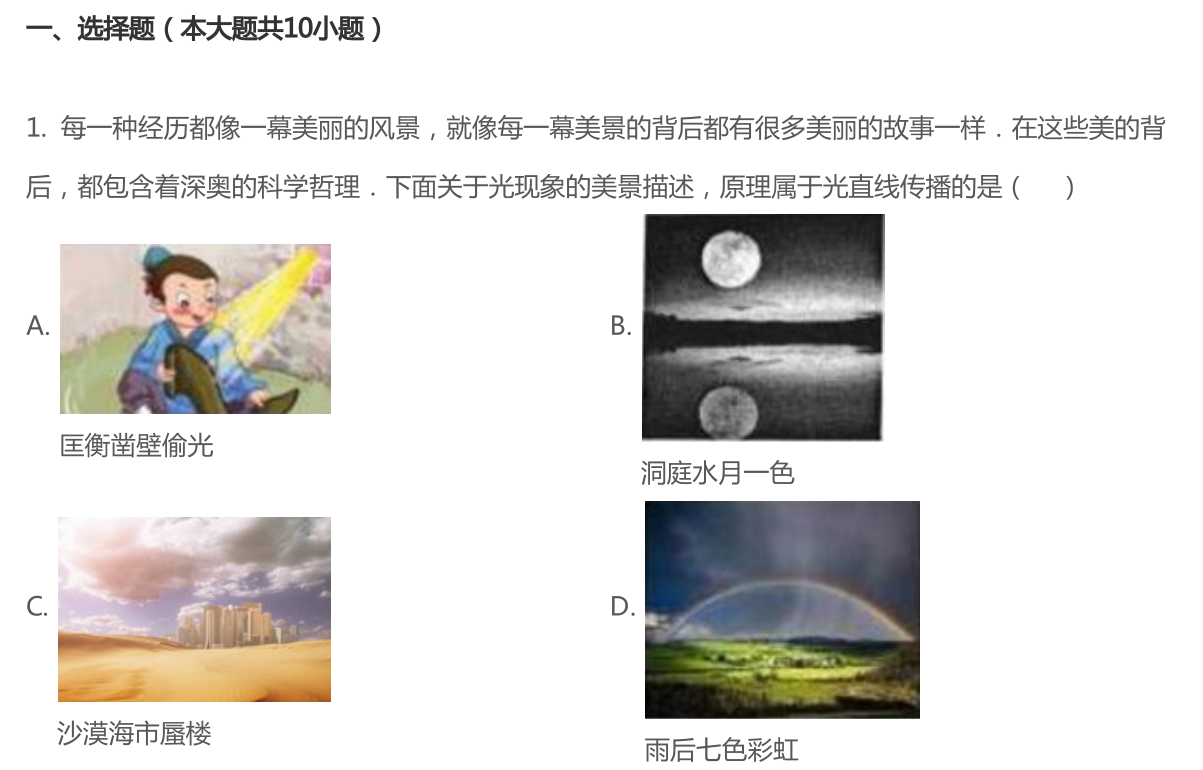 一、选择题（本大题共10小题）
1. 每一种经历都像一幕美丽的风景，就像每一幕美景的背后都有很多美丽的故事一样．在这些美的背
后，都包含着深奥的科学哲理．下面关于光现象的美景描述，原理属于光直线传播的是（　　）
A.
匡衡凿壁偷光
B.
洞庭水月一色
C.
沙漠海市蜃楼
D.
雨后七色彩虹